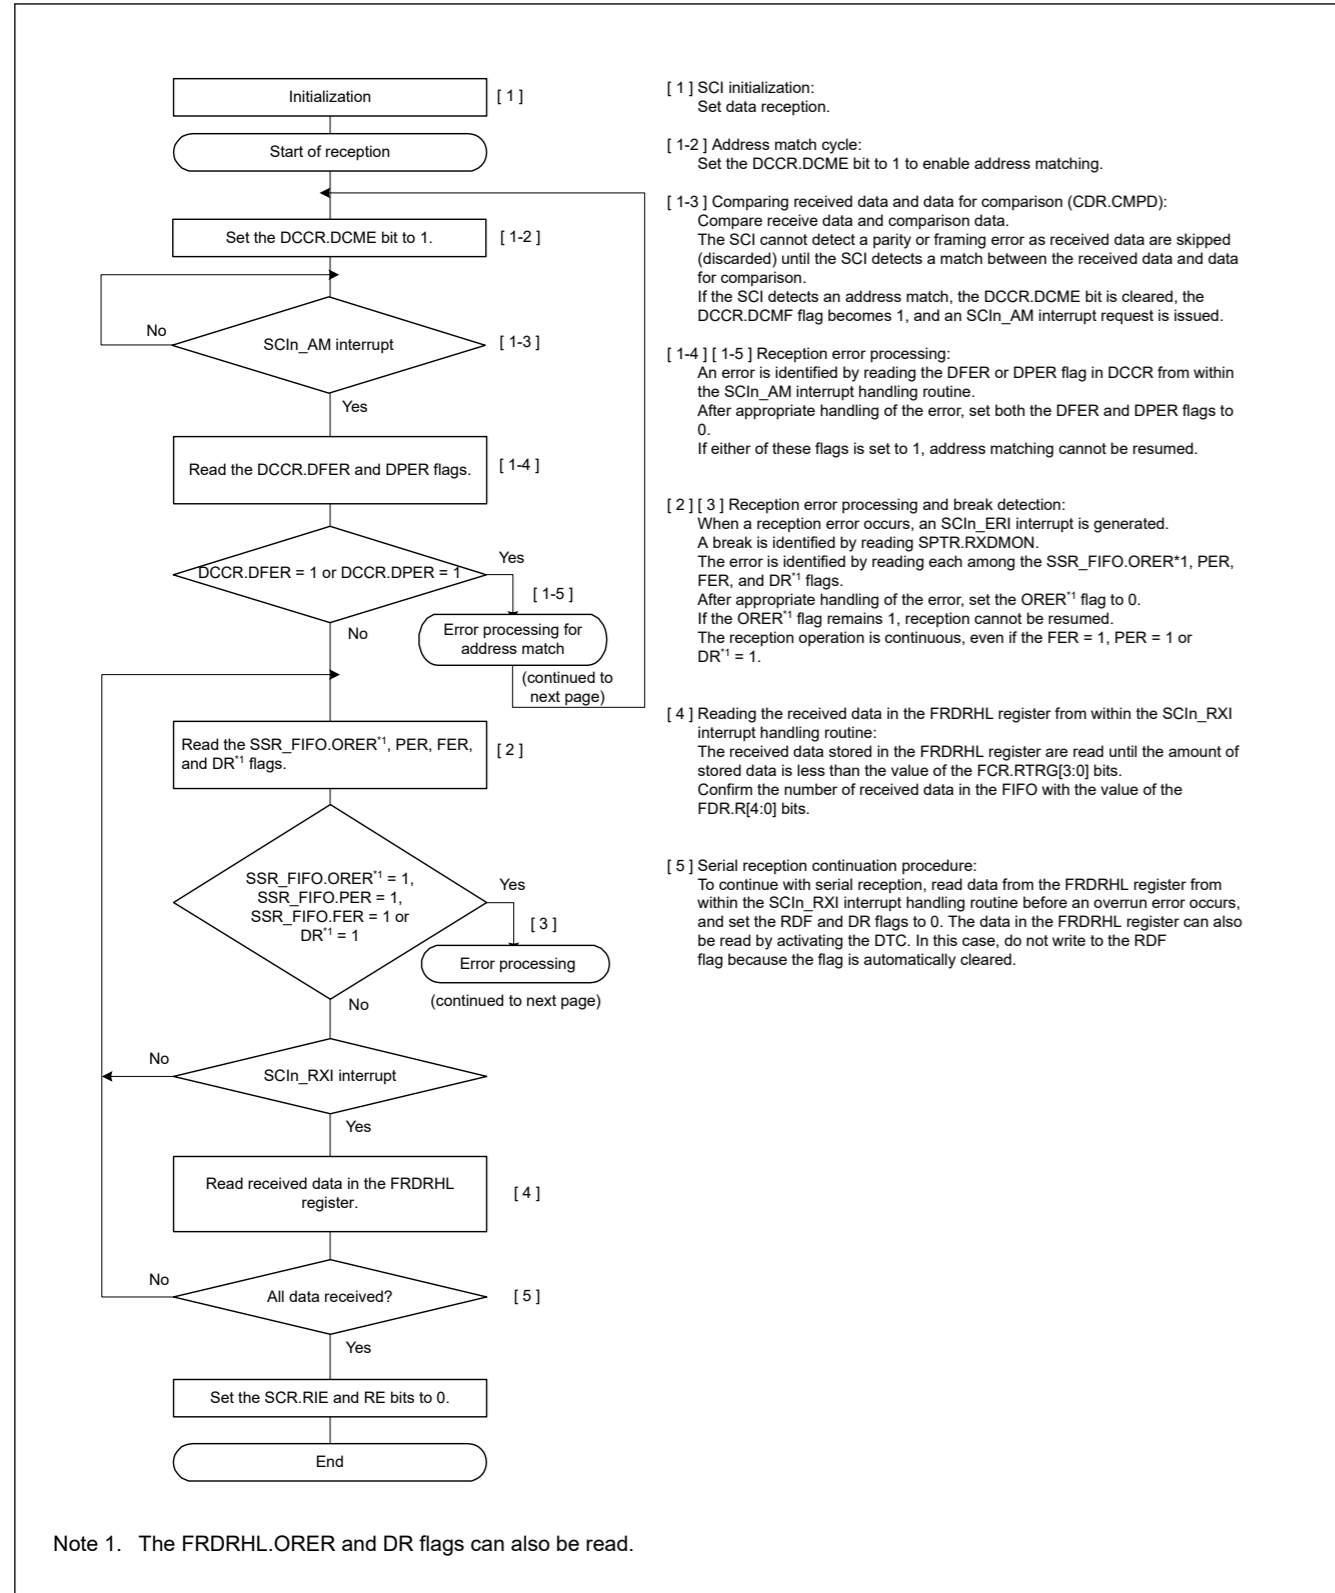 Initialization
[ 1 ]
Start of reception
Set the DCCR.DCME bit to 1.
[ 1-2 ]
No
SCIn_AM interrupt
[ 1-3 ]
Yes
Read the DCCR.DFER and DPER flags.
[ 1-4 ]
DCCR.DFER = 1 or DCCR.DPER = 1
Yes
[ 1-5 ]
No
Error processing for
address match
(continued to
next page)
Read the SSR_FIFO.ORER*1, PER, FER,
and DR*1 flags.
[ 2 ]
SSR_FIFO.ORER*1 = 1,
SSR_FIFO.PER = 1,
SSR_FIFO.FER = 1 or
DR*1 = 1
Yes
[ 3 ]
Error processing
(continued to next page)
No
No
SCIn_RXI interrupt
Yes
Read received data in the FRDRHL
register.
[ 4 ]
No
All data received?
[ 5 ]
Yes
Set the SCR.RIE and RE bits to 0.
End
[ 1 ] SCI initialization:
Set data reception.
[ 1-2 ] Address match cycle:
Set the DCCR.DCME bit to 1 to enable address matching.
[ 1-3 ] Comparing received data and data for comparison (CDR.CMPD):
Compare receive data and comparison data.
The SCI cannot detect a parity or framing error as received data are skipped
(discarded) until the SCI detects a match between the received data and data
for comparison.
If the SCI detects an address match, the DCCR.DCME bit is cleared, the
DCCR.DCMF flag becomes 1, and an SCIn_AM interrupt request is issued.
[ 1-4 ] [ 1-5 ] Reception error processing:
An error is identified by reading the DFER or DPER flag in DCCR from within
the SCIn_AM interrupt handling routine.
After appropriate handling of the error, set both the DFER and DPER flags to
0.
If either of these flags is set to 1, address matching cannot be resumed.
[ 2 ] [ 3 ] Reception error processing and break detection:
When a reception error occurs, an SCIn_ERI interrupt is generated.
A break is identified by reading SPTR.RXDMON.
The error is identified by reading each among the SSR_FIFO.ORER*1, PER,
FER, and DR*1 flags.
After appropriate handling of the error, set the ORER*1 flag to 0.
If the ORER*1 flag remains 1, reception cannot be resumed.
The reception operation is continuous, even if the FER = 1, PER = 1 or
DR*1 = 1.
[ 4 ] Reading the received data in the FRDRHL register from within the SCIn_RXI
interrupt handling routine:
The received data stored in the FRDRHL register are read until the amount of
stored data is less than the value of the FCR.RTRG[3:0] bits.
Confirm the number of received data in the FIFO with the value of the
FDR.R[4:0] bits.
[ 5 ] Serial reception continuation procedure:
To continue with serial reception, read data from the FRDRHL register from
within the SCIn_RXI interrupt handling routine before an overrun error occurs,
and set the RDF and DR flags to 0. The data in the FRDRHL register can also
be read by activating the DTC. In this case, do not write to the RDF
flag because the flag is automatically cleared.
Note 1. The FRDRHL.ORER and DR flags can also be read.